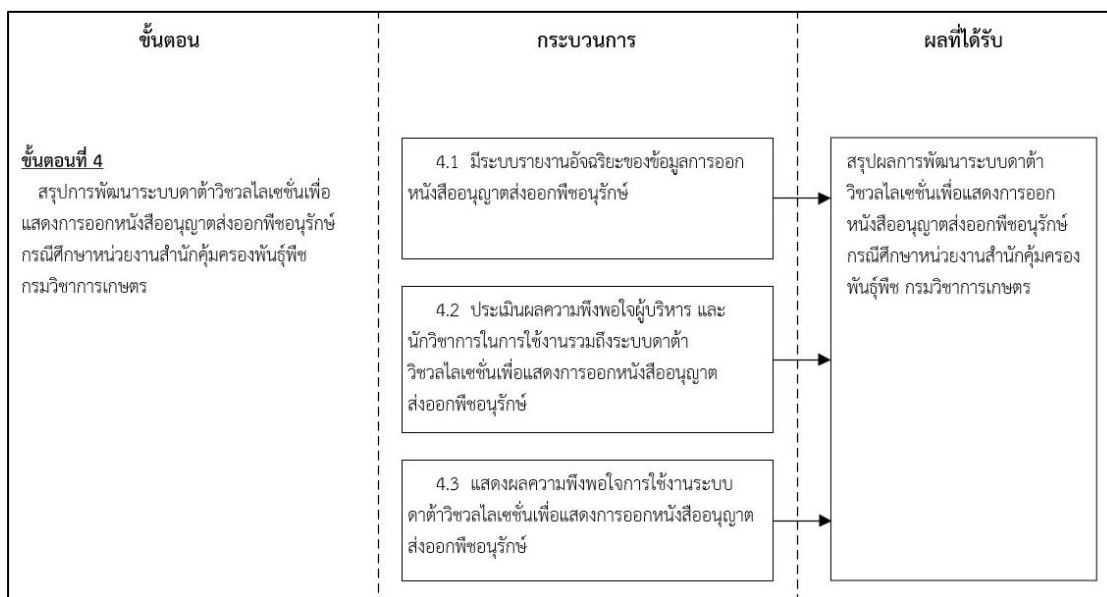 ขั้นตอน
กระบวนการ
ผลที่ได้รับ
ขั้นตอนที่ 4
สรุปการพัฒนาระบบดาต้าวิชวลไลเซชั่นเพื่อ
แสดงการออกหนังสืออนุญาตส่งออกพืชอนุรักษ์
กรณีศึกษาหน่วยงานสำนักคุ้มครองพันธุ์พืช
กรมวิชาการเกษตร
4.1 มีระบบรายงานอัจฉริยะของข้อมูลการออก
หนังสืออนุญาตส่งออกพืชอนุรักษ์
4.2 ประเมินผลความพึงพอใจผู้บริหาร และ
นักวิชาการในการใช้งานรวมถึงระบบดาต้า
วิชวลไลเซชั่นเพื่อแสดงการออกหนังสืออนุญาต
ส่งออกพืชอนุรักษ์
4.3 แสดงผลความพึงพอใจการใช้งานระบบ
ดาต้าวิชวลไลเซชั่นเพื่อแสดงการออกหนังสืออนุญาต
ส่งออกพืชอนุรักษ์
สรุปผลการพัฒนาระบบดาต้า
วิชวลไลเซชั่นเพื่อแสดงการออก
หนังสืออนุญาตส่งออกพืชอนุรักษ์
กรณีศึกษาหน่วยงานสำนักคุ้มครอง
พันธุ์พืช กรมวิชาการเกษตร